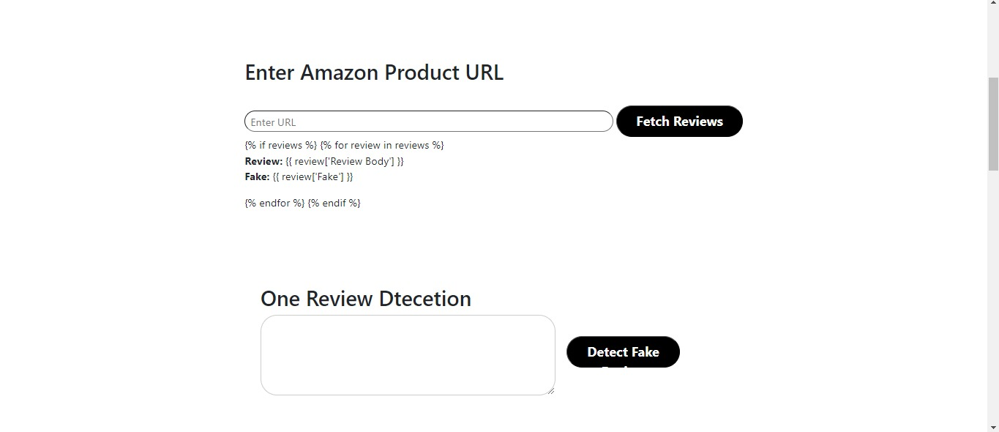 Enter Amazon Product URL
Enter URL
Fetch Reviews
{% if reviews %} {% for review in reviews %}
Review: {{ review['Review Body'] }}
Fake: {{ review['Fake'] }}
{% endfor %} {% endif %}
One Review Dtecetion
Detect Fake